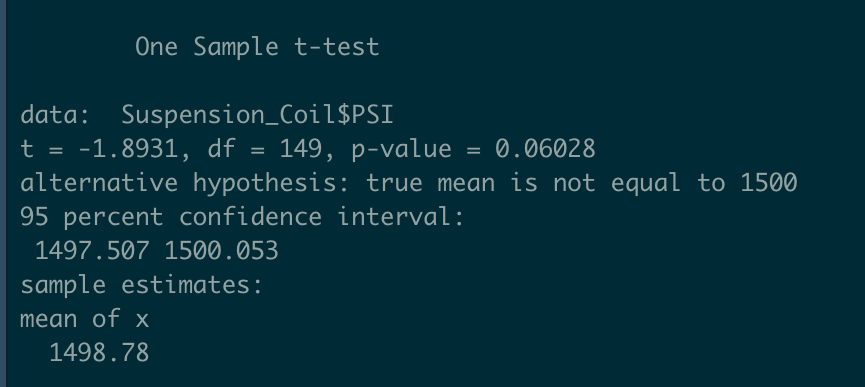 One Sample t-test
data:  Suspension_Coil$PSI
t = -1.8931, df = 149, p-value = 0.06028
alternative hypothesis: true mean is not equal to 1500
95 percent confidence interval:
 1497.507 1500.053
sample estimates:
mean of x
  1498.78